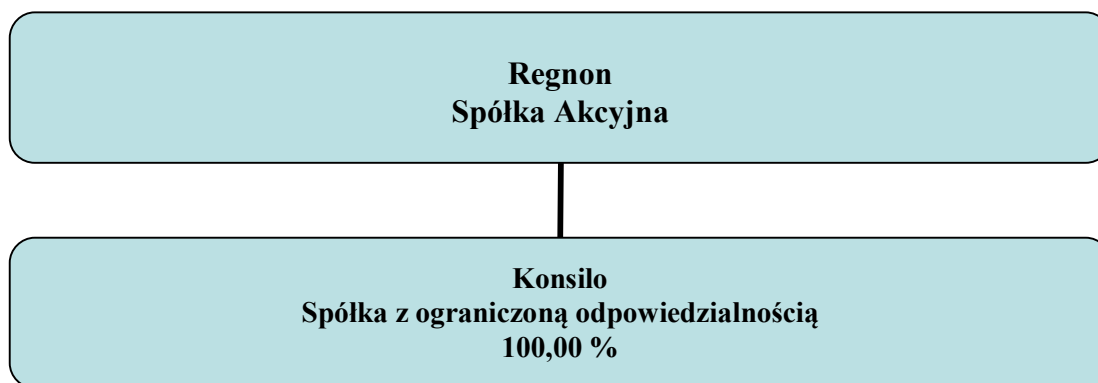 Regnon
Spółka Akcyjna
Konsilo
Spółka z ograniczoną odpowiedzialnością
100,00 %